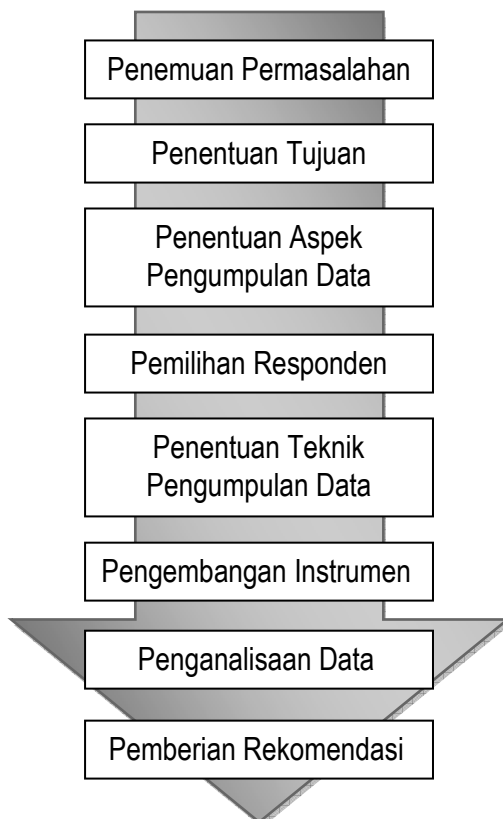 Penemuan Permasalahan
Penentuan Tujuan
Penentuan Aspek
Pengumpulan Data
Pemilihan Responden
Penentuan Teknik
Pengumpulan Data
Pengembangan Instrumen
Penganalisaan Data
Pemberian Rekomendasi